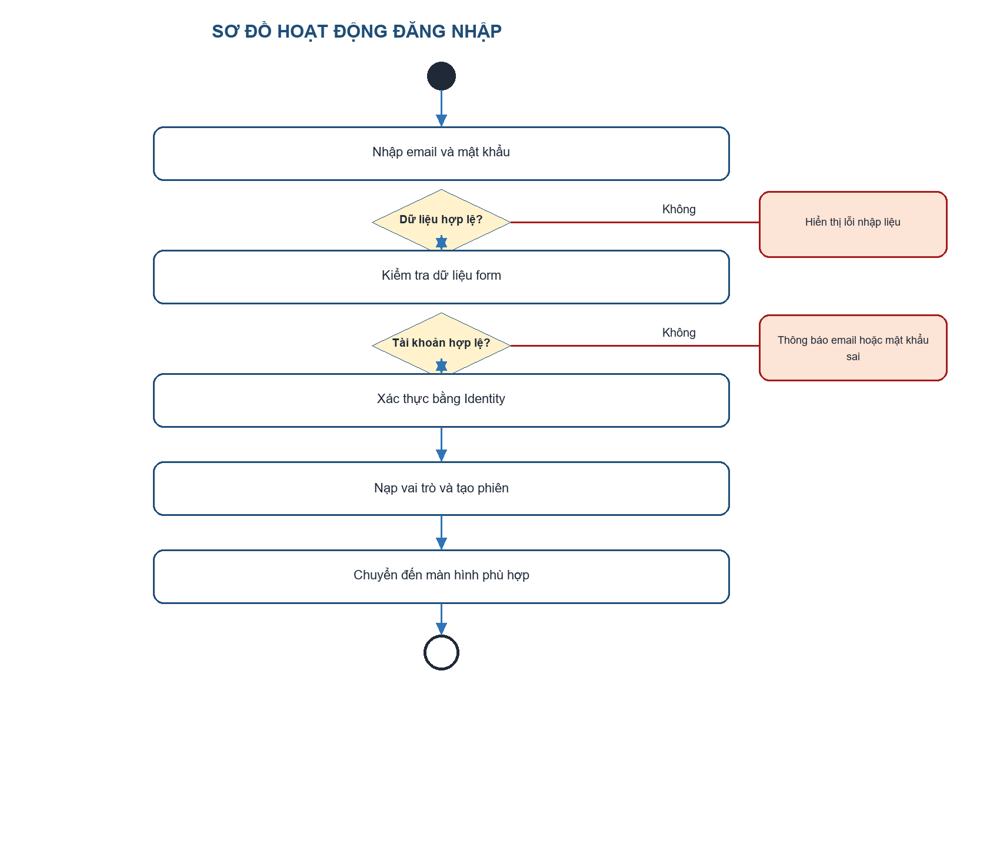 SƠ ĐỒ HOẠT ĐỘNG ĐĂNG NHẬP
Nhập email và mật khẩu
Dữ liệu hợp lệ?
Không
Hiển thị lỗi nhập liệu
Kiểm tra dữ liệu form
Tài khoản hợp lệ?
Không
Thông báo email hoặc mật khẩu
sai
Xác thực bằng Identity
Nạp vai trò và tạo phiên
Chuyển đến màn hình phù hợp